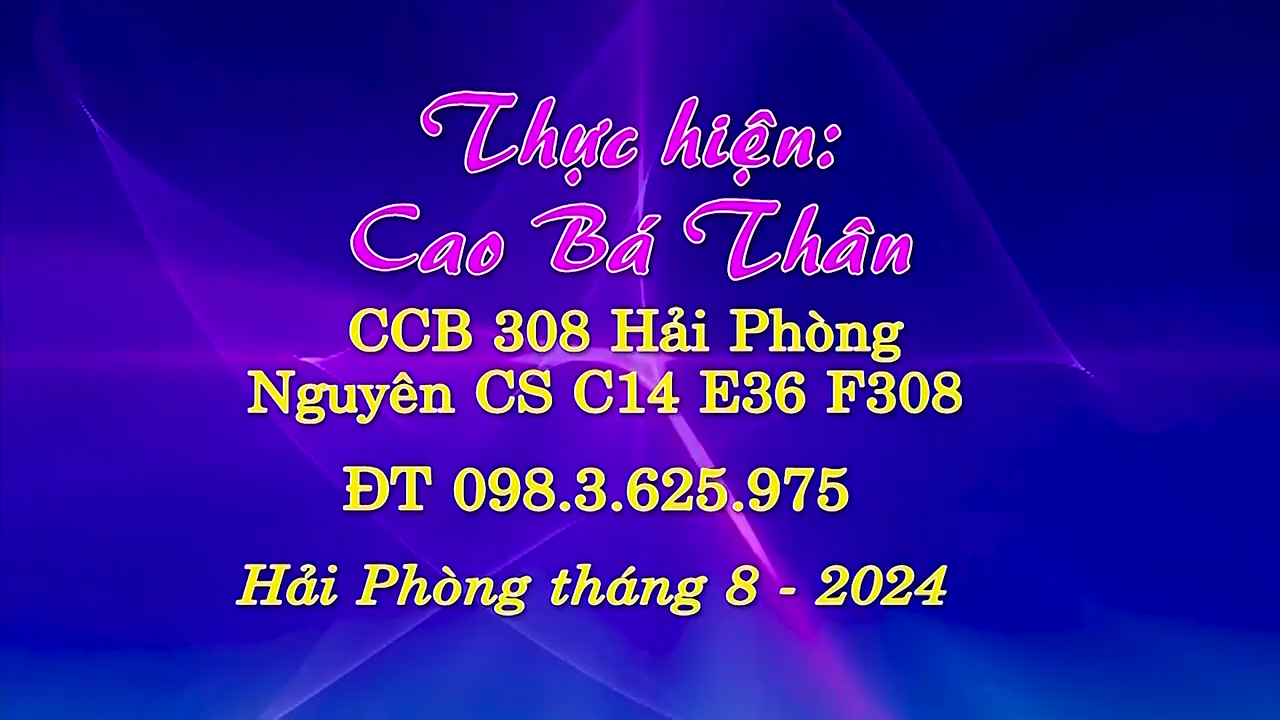 Thực hiện:
Cao Bá Thân
CCB 308 Hải Phòng
Nguyên CS C14 E36 F308
ĐT 098.3.625.975
Hải Phòng tháng 8 - 2024